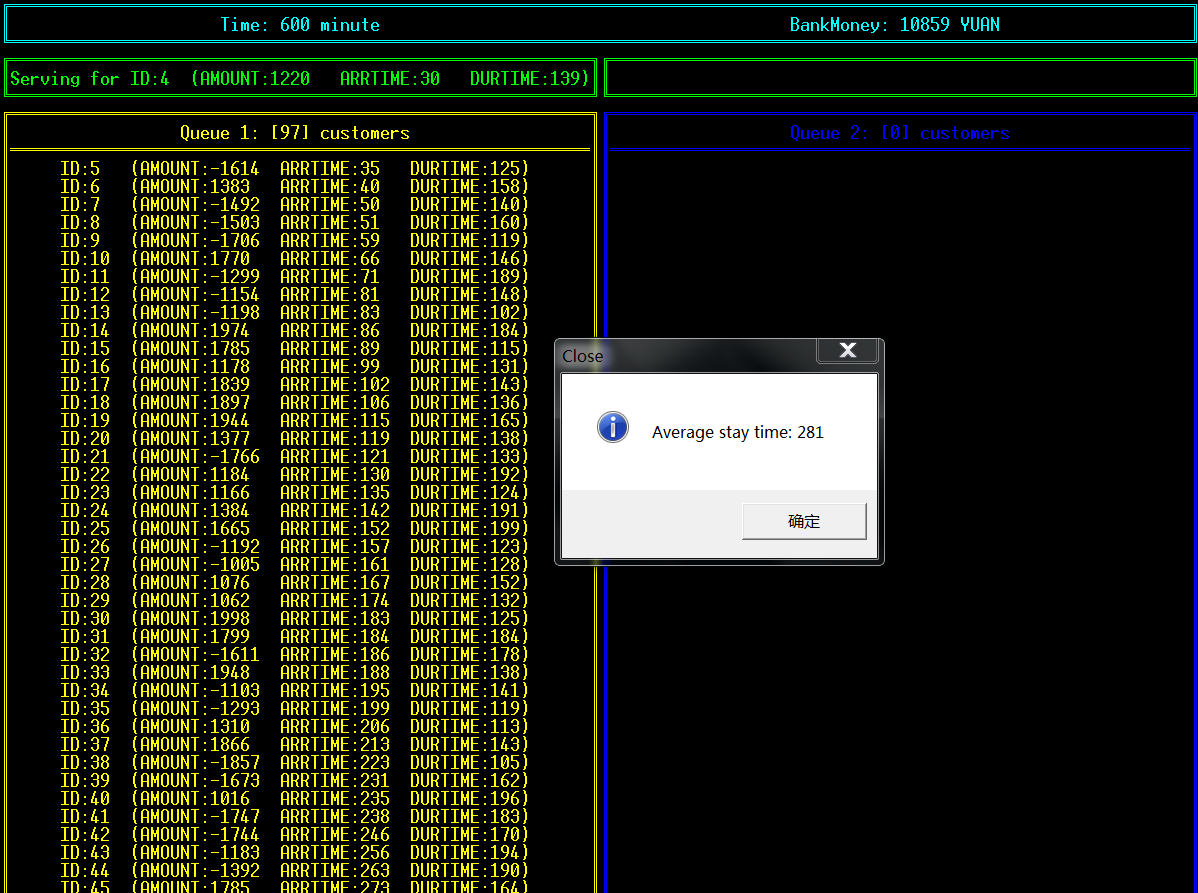 Time: 600 minute
BankMoney: 10859 YUAN
Serving for ID:4 (AMOUNT:1220 ARRTIME:30 DURTIME:139)
Queue 1: [97] customers
Queue 2: [0] customers
ID:5 (AMOUNT:-1614 ARRTIME:35 DURTIME:125)
ID:6 (AMOUNT:1383 ARRTIME:40 DURTIME:158)
ID:7 (AMOUNT:-1492 ARRTIME:50 DURTIME:140)
ID:8 (AMOUNT:-1503 ARRTIME:51 DURTIME:160)
ID:9 (AMOUNT:-1706 ARRTIME:59 DURTIME:119)
ID:10 (AMOUNT:1770 ARRTIME:66 DURTIME:146)
ID:11 (AMOUNT:-1299 ARRTIME:71 DURTIME:189)
ID:12 (AMOUNT:-1154 ARRTIME:81 DURTIME:148)
ID:13 (AMOUNT:-1198 ARRTIME:83 DURTIME:102)
ID:14 (AMOUNT:1974 ARRTIME:86 DURTIME:184)
ID:15 (AMOUNT:1785 ARRTIME:89 DURTIME:115)
ID:16 (AMOUNT:1178 ARRTIME:99 DURTIME:131)
ID:17 (AMOUNT:1839 ARRTIME:102 DURTIME:143)
ID:18 (AMOUNT:1897 ARRTIME:106 DURTIME:136)
ID:19 (AMOUNT:1944 ARRTIME:115 DURTIME:165)
ID:20 (AMOUNT:1377 ARRTIME:119 DURTIME:138)
ID:21 (AMOUNT:-1766 ARRTIME:121 DURTIME:133)
ID:22 (AMOUNT:1184 ARRTIME:130 DURTIME:192)
ID:23 (AMOUNT:1166 ARRTIME:135 DURTIME:124)
ID:24 (AMOUNT:1384 ARRTIME:142 DURTIME:191)
ID:25 (AMOUNT:1665 ARRTIME:152 DURTIME:199)
ID:26 (AMOUNT:-1192 ARRTIME:157 DURTIME:123)
ID:27 (AMOUNT:-1005 ARRTIME:161 DURTIME:128)
ID:28 (AMOUNT:1076 ARRTIME:167 DURTIME:152)
ID:29 (AMOUNT:1062 ARRTIME:174 DURTIME:132)
ID:30 (AMOUNT:1998 ARRTIME:183 DURTIME:125)
ID:31 (AMOUNT:1799 ARRTIME:184 DURTIME:184)
ID:32 (AMOUNT:-1611 ARRTIME:186 DURTIME:178)
ID:33 (AMOUNT:1948 ARRTIME:188 DURTIME:138)
ID:34 (AMOUNT:-1103 ARRTIME:195 DURTIME:141)
ID:35 (AMOUNT:-1293 ARRTIME:199 DURTIME:119)
ID:36 (AMOUNT:1310 ARRTIME:206 DURTIME:113)
ID:37 (AMOUNT:1866 ARRTIME:213 DURTIME:143)
ID:38 (AMOUNT:-1857 ARRTIME:223 DURTIME:105)
ID:39 (AMOUNT:-1673 ARRTIME:231 DURTIME:162)
ID:40 (AMOUNT:1016 ARRTIME:235 DURTIME:196)
ID:41 (AMOUNT:-1747 ARRTIME:238 DURTIME:183)
ID:42 (AMOUNT:-1744 ARRTIME:246 DURTIME:170)
ID:43 (AMOUNT:-1183 ARRTIME:256 DURTIME:194)
ID:44 (AMOUNT:-1392 ARRTIME:263 DURTIME:190)
ID:45 (AMOUNT:1785 ARRTIME:273 DURTIME:164)
Close
Average stay time: 281
确定